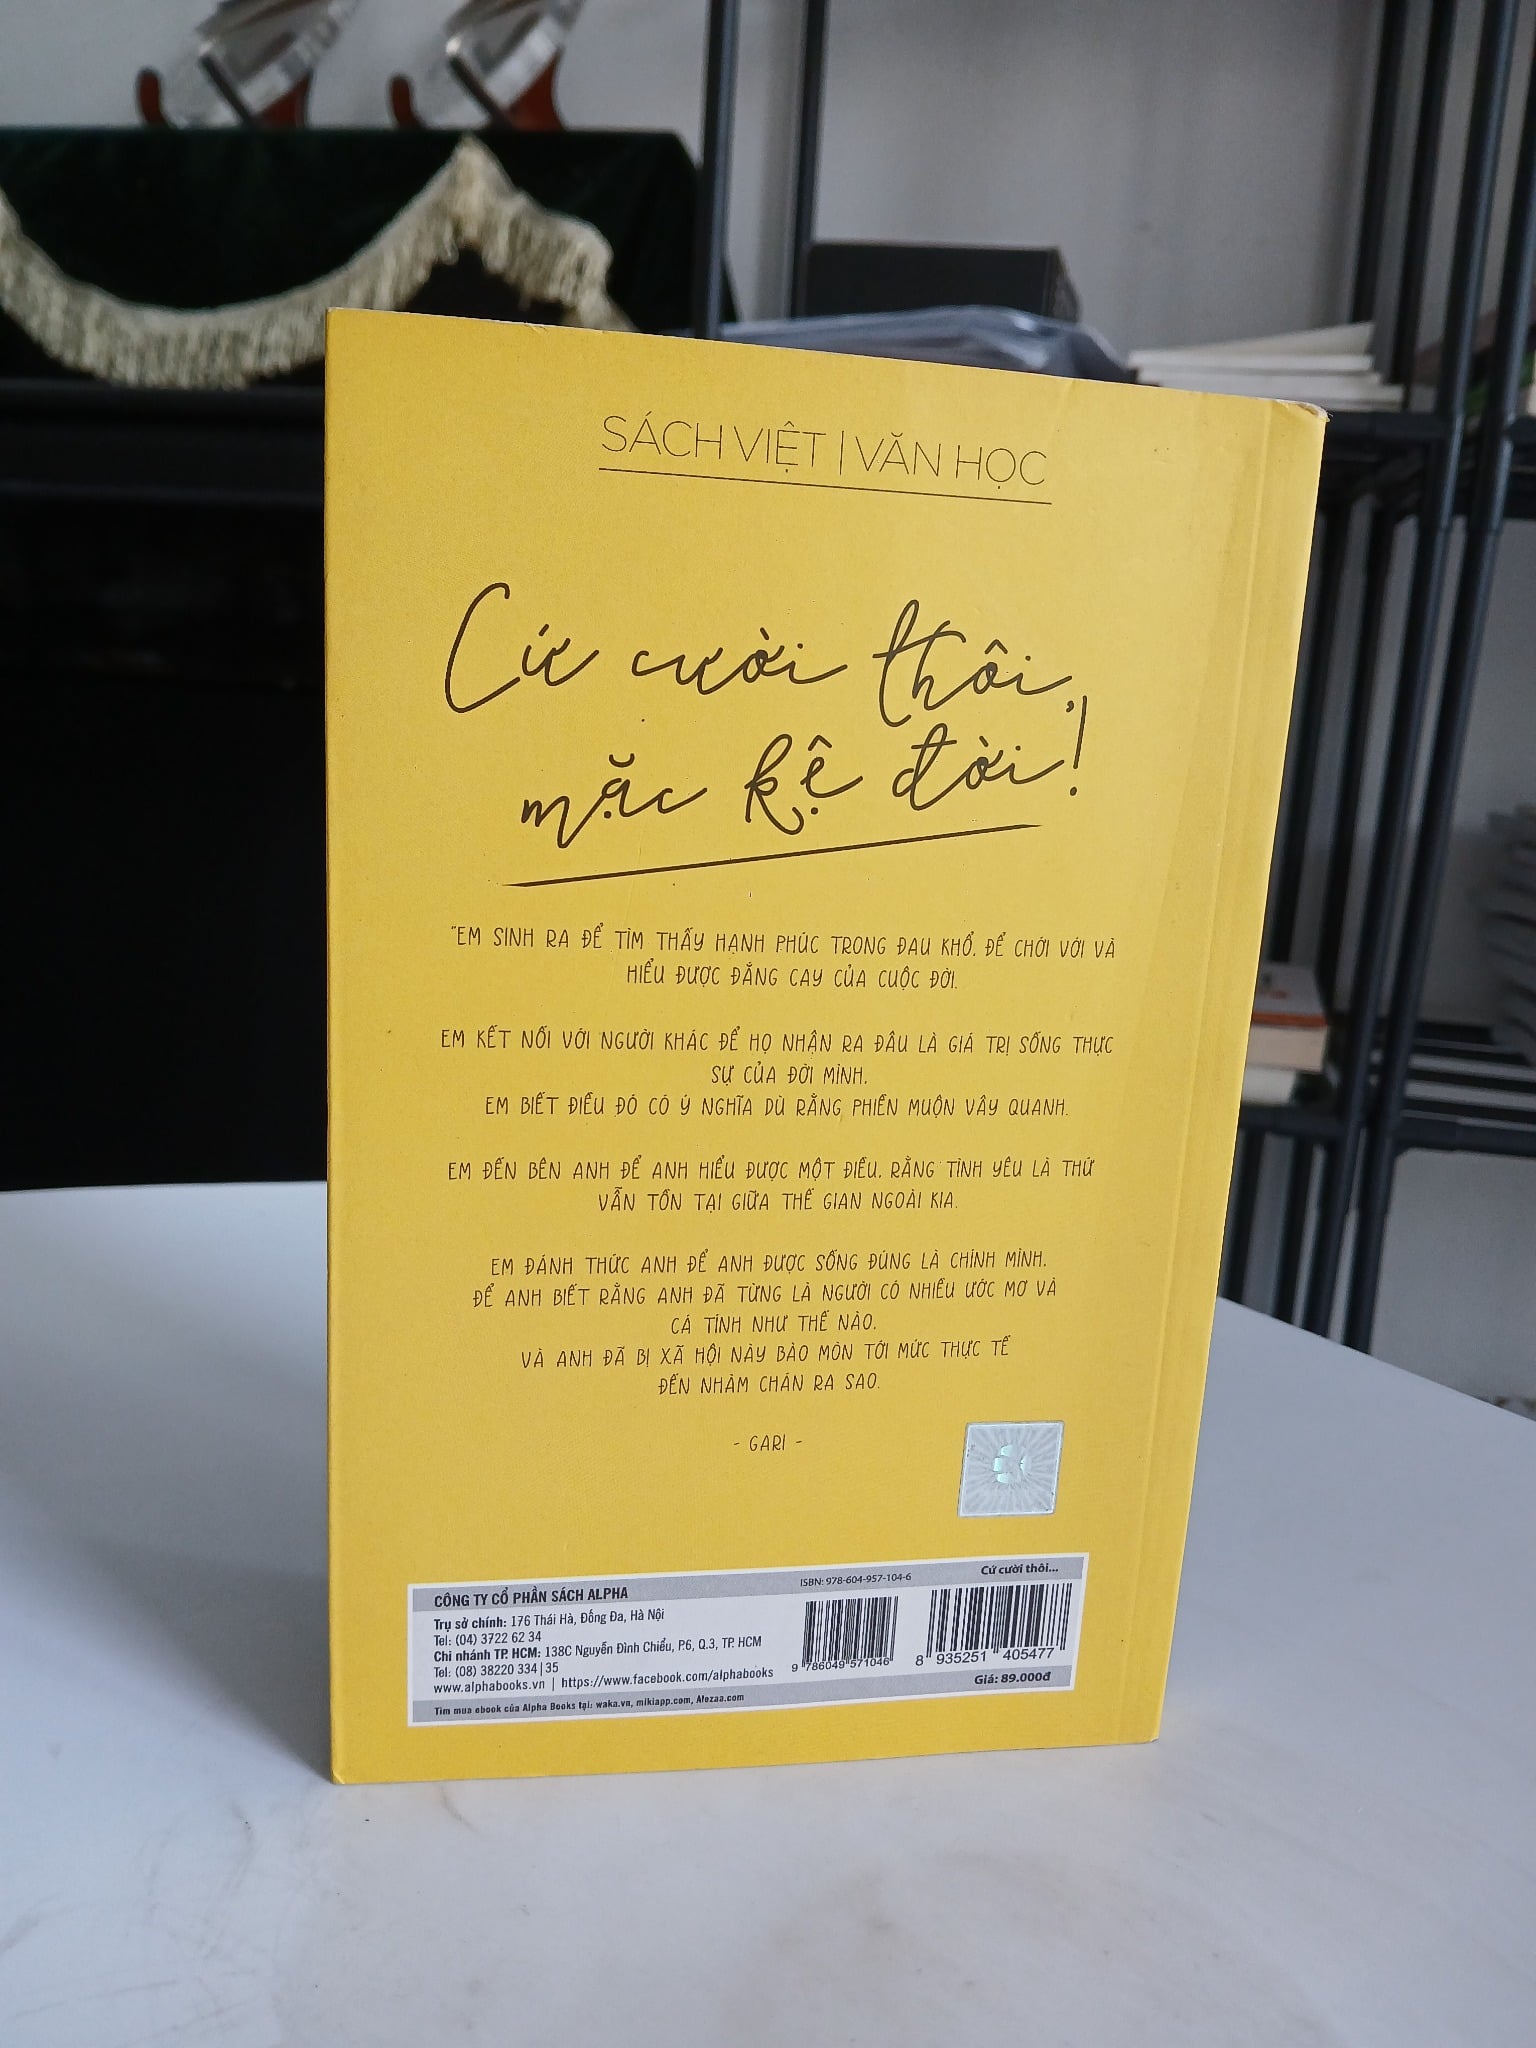 SÁCH VIỆT | VĂN HỌC
Cứ cười thôi,
mặc kệ đời!
"EM SINH RA ĐỂ TÌM THẤY HẠNH PHÚC TRONG ĐAU KHỔ, ĐỂ CHỚI VỚI VÀ
HIỂU ĐƯỢC ĐẮNG CAY CỦA CUỘC ĐỜI.
EM KẾT NỐI VỚI NGƯỜI KHÁC ĐỂ HỌ NHẬN RA ĐÂU LÀ GIÁ TRỊ SỐNG THỰC
SỰ CỦA ĐỜI MÌNH.
EM BIẾT ĐIỀU ĐÓ CÓ Ý NGHĨA DÙ RẰNG PHIỀN MUỘN VÂY QUANH.
EM ĐẾN BÊN ANH ĐỂ ANH HIỂU ĐƯỢC MỘT ĐIỀU, RẰNG TÌNH YÊU LÀ THỨ
VẪN TỒN TẠI GIỮA THẾ GIAN NGOÀI KIA.
EM ĐÁNH THỨC ANH ĐỂ ANH ĐƯỢC SỐNG ĐÚNG LÀ CHÍNH MÌNH,
ĐỂ ANH BIẾT RẰNG ANH ĐÃ TỪNG LÀ NGƯỜI CÓ NHIỀU ƯỚC MƠ VÀ
CÁ TÍNH NHƯ THẾ NÀO.
VÀ ANH ĐÃ BỊ XÃ HỘI NÀY BÀO MÒN TỚI MỨC THỰC TẾ
ĐẾN NHÀM CHÁN RA SAO.
- GARI -
CÔNG TY CỔ PHẦN SÁCH ALPHA
Trụ sở chính: 176 Thái Hà, Đống Đa, Hà Nội
Tel: (04) 3722 62 34
Chi nhánh TP. HCM: 138C Nguyễn Đình Chiểu, P.6, Q.3, TP. HCM
Tel: (08) 38220 334|35
www.alphabooks.vn | https://www.facebook.com/alphabooks
Tìm mua ebook của Alpha Books tại: waka.vn, mikiapp.com, Alezaa.com
ISBN: 978-604-957-104-6
9 786049 571046
Cứ cười thôi...
8 935251 405477
Giá: 89.000đ